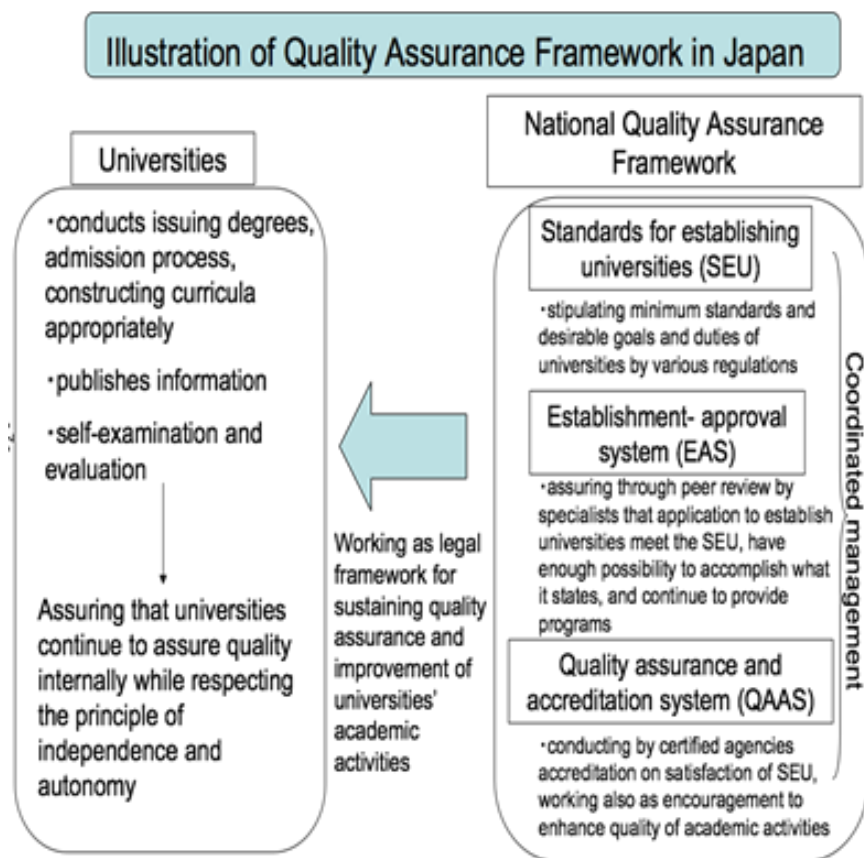 Illustration of Quality Assurance Framework in Japan
Universities
・conducts issuing degrees,
admission process,
constructing curricula
appropriately
・publishes information
・self-examination and
evaluation
Assuring that universities
continue to assure quality
internally while respecting
the principle of
independence and
autonomy
Working as legal
framework for
sustaining quality
assurance and
improvement of
universities'
academic
activities
National Quality Assurance
Framework
Standards for establishing
universities (SEU)
・stipulating minimum standards and
desirable goals and duties of
universities by various regulations
Establishment- approval
system (EAS)
・assuring through peer review by
specialists that application to establish
universities meet the SEU, have
enough possibility to accomplish what
it states, and continue to provide
programs
Quality assurance and
accreditation system (QAAS)
・conducting by certified agencies
accreditation on satisfaction of SEU,
working also as encouragement to
enhance quality of academic activities
Coordinated management